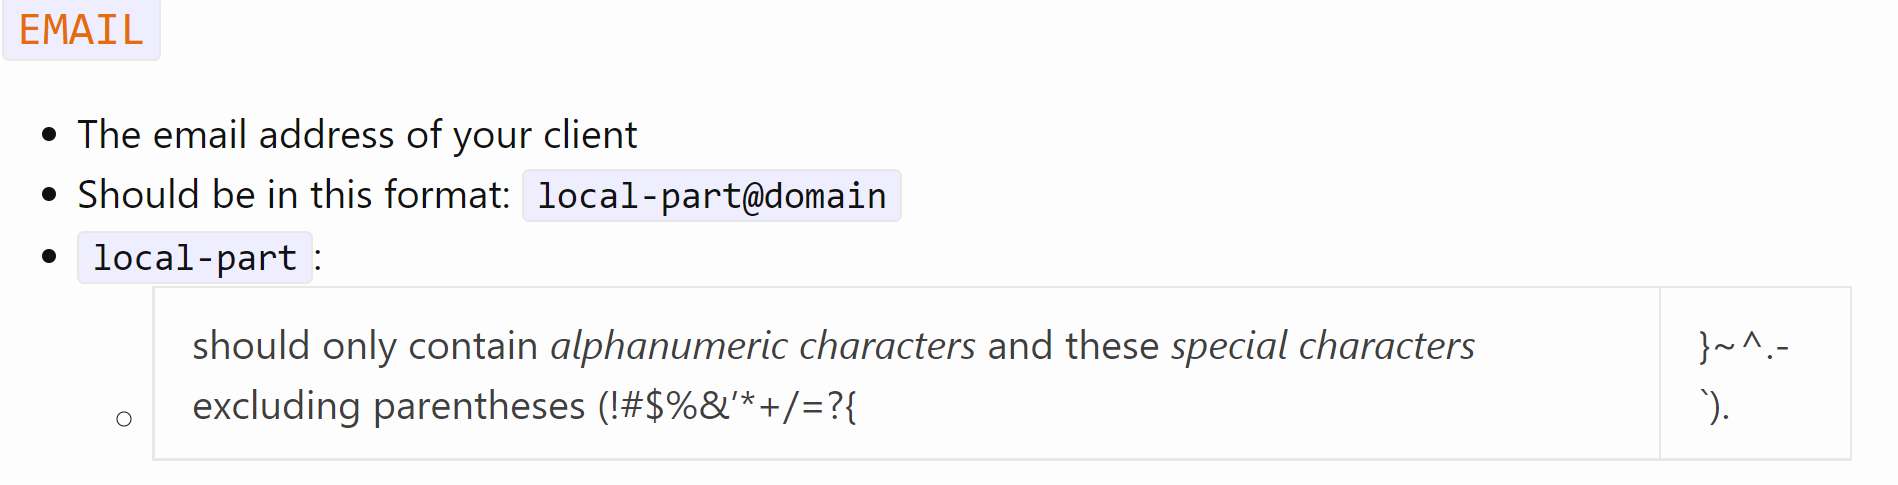 EMAIL
The email address of your client
Should be in this format: local-part@domain
local-part:
should only contain alphanumeric characters and these special characters
excluding parentheses (!#$%&’*+/=?{
}~^.-
`).